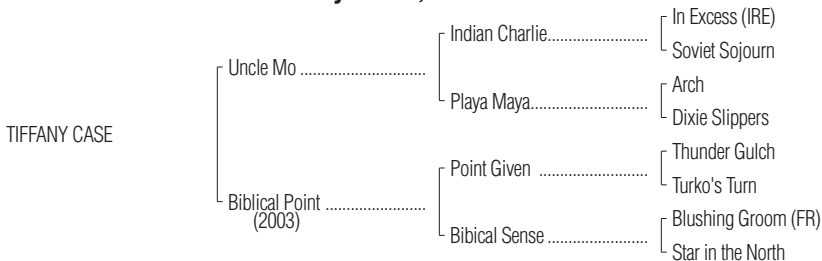 In Excess (IRE)
Indian Charlie
Soviet Sojourn
Uncle Mo
Arch
Playa Maya
Dixie Slippers
TIFFANY CASE
Thunder Gulch
Point Given
Turko's Turn
Biblical Point
(2003)
Blushing Groom (FR)
Bibical Sense
Star in the North